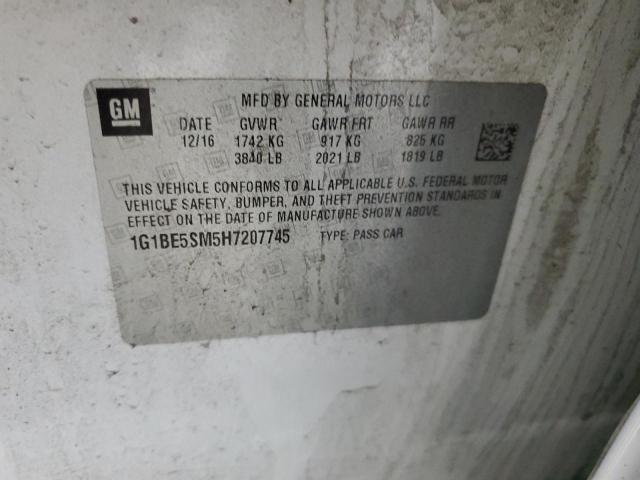 GM
MFD BY GENERAL MOTORS LLC
DATE GVWR GAWR FRT GAWR RR
12/16 1742 KG 917 KG 825 KG
3840 LB 2021 LB 1819 LB
THIS VEHICLE CONFORMS TO ALL APPLICABLE U.S. FEDERAL MOTOR
VEHICLE SAFETY, BUMPER, AND THEFT PREVENTION STANDARDS IN
EFFECT ON THE DATE OF MANUFACTURE SHOWN ABOVE.
1G1BE5SM5H7207745 TYPE: PASS CAR